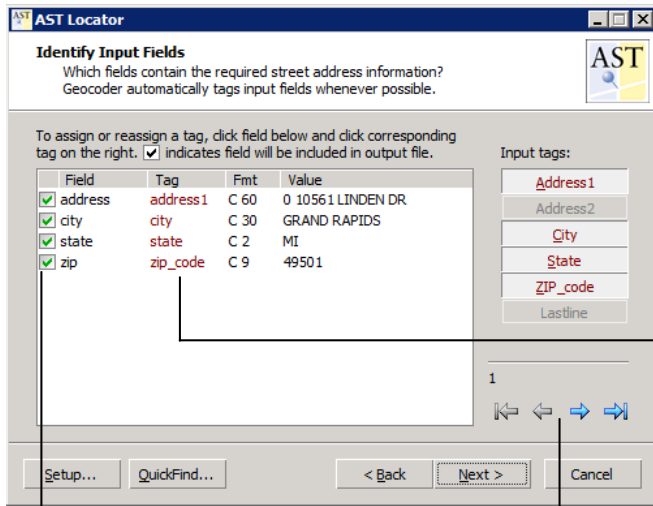 AST AST Locator
Identify Input Fields
Which fields contain the required street address information?
Geocoder automatically tags input fields whenever possible.
AST
To assign or reassign a tag, click field below and click corresponding
tag on the right. indicates field will be included in output file.
Input tags:
Field Tag Fmt Value
address address1 C 60 0 10561 LINDEN DR
city city C 30 GRAND RAPIDS
state state C 2 MI
zip zip_code C 9 49501
Address1
Address2
City
State
ZIP_code
Lastline
1
Setup... QuickFind... < Back Next > Cancel